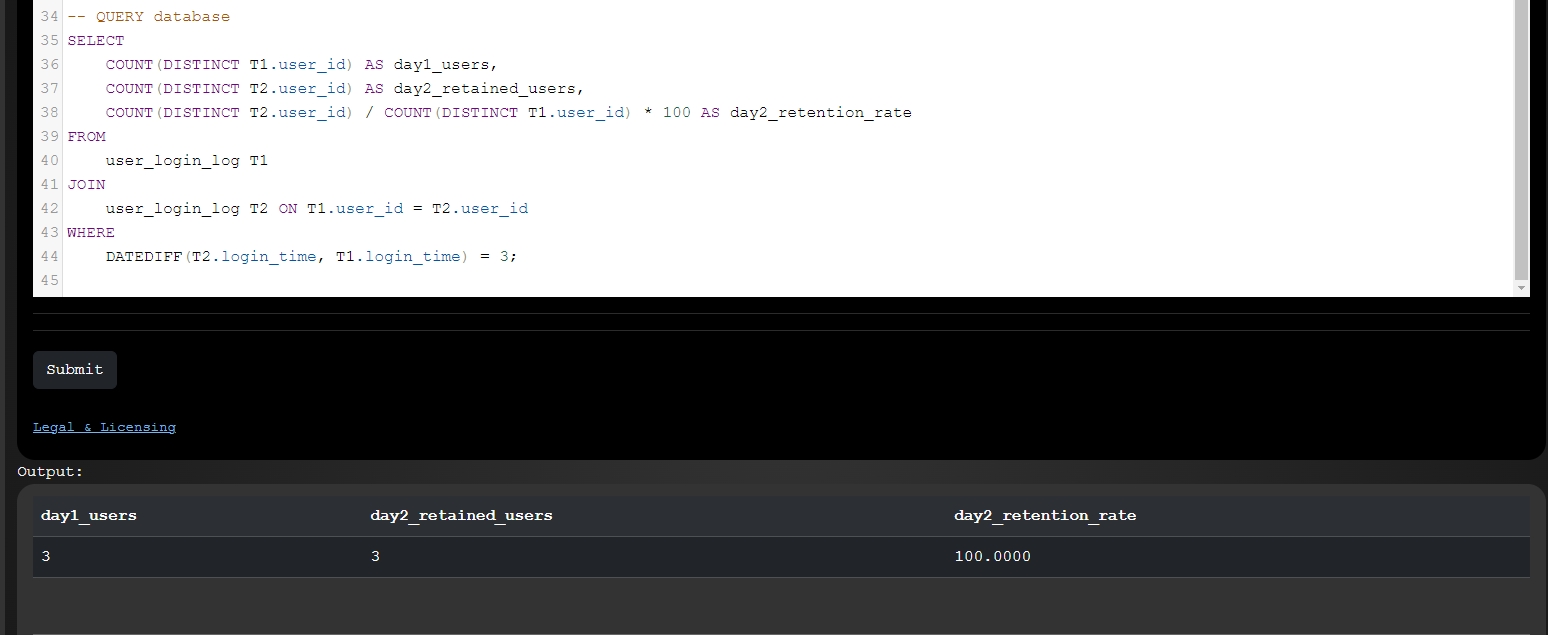 34 -- QUERY database
35 SELECT
36     COUNT(DISTINCT T1.user_id) AS day1_users,
37     COUNT(DISTINCT T2.user_id) AS day2_retained_users,
38     COUNT(DISTINCT T2.user_id) / COUNT(DISTINCT T1.user_id) * 100 AS day2_retention_rate
39 FROM
40     user_login_log T1
41 JOIN
42     user_login_log T2 ON T1.user_id = T2.user_id
43 WHERE
44     DATEDIFF(T2.login_time, T1.login_time) = 3;
45
Submit
Legal & Licensing
Output:
day1_users day2_retained_users day2_retention_rate
3 3 100.0000